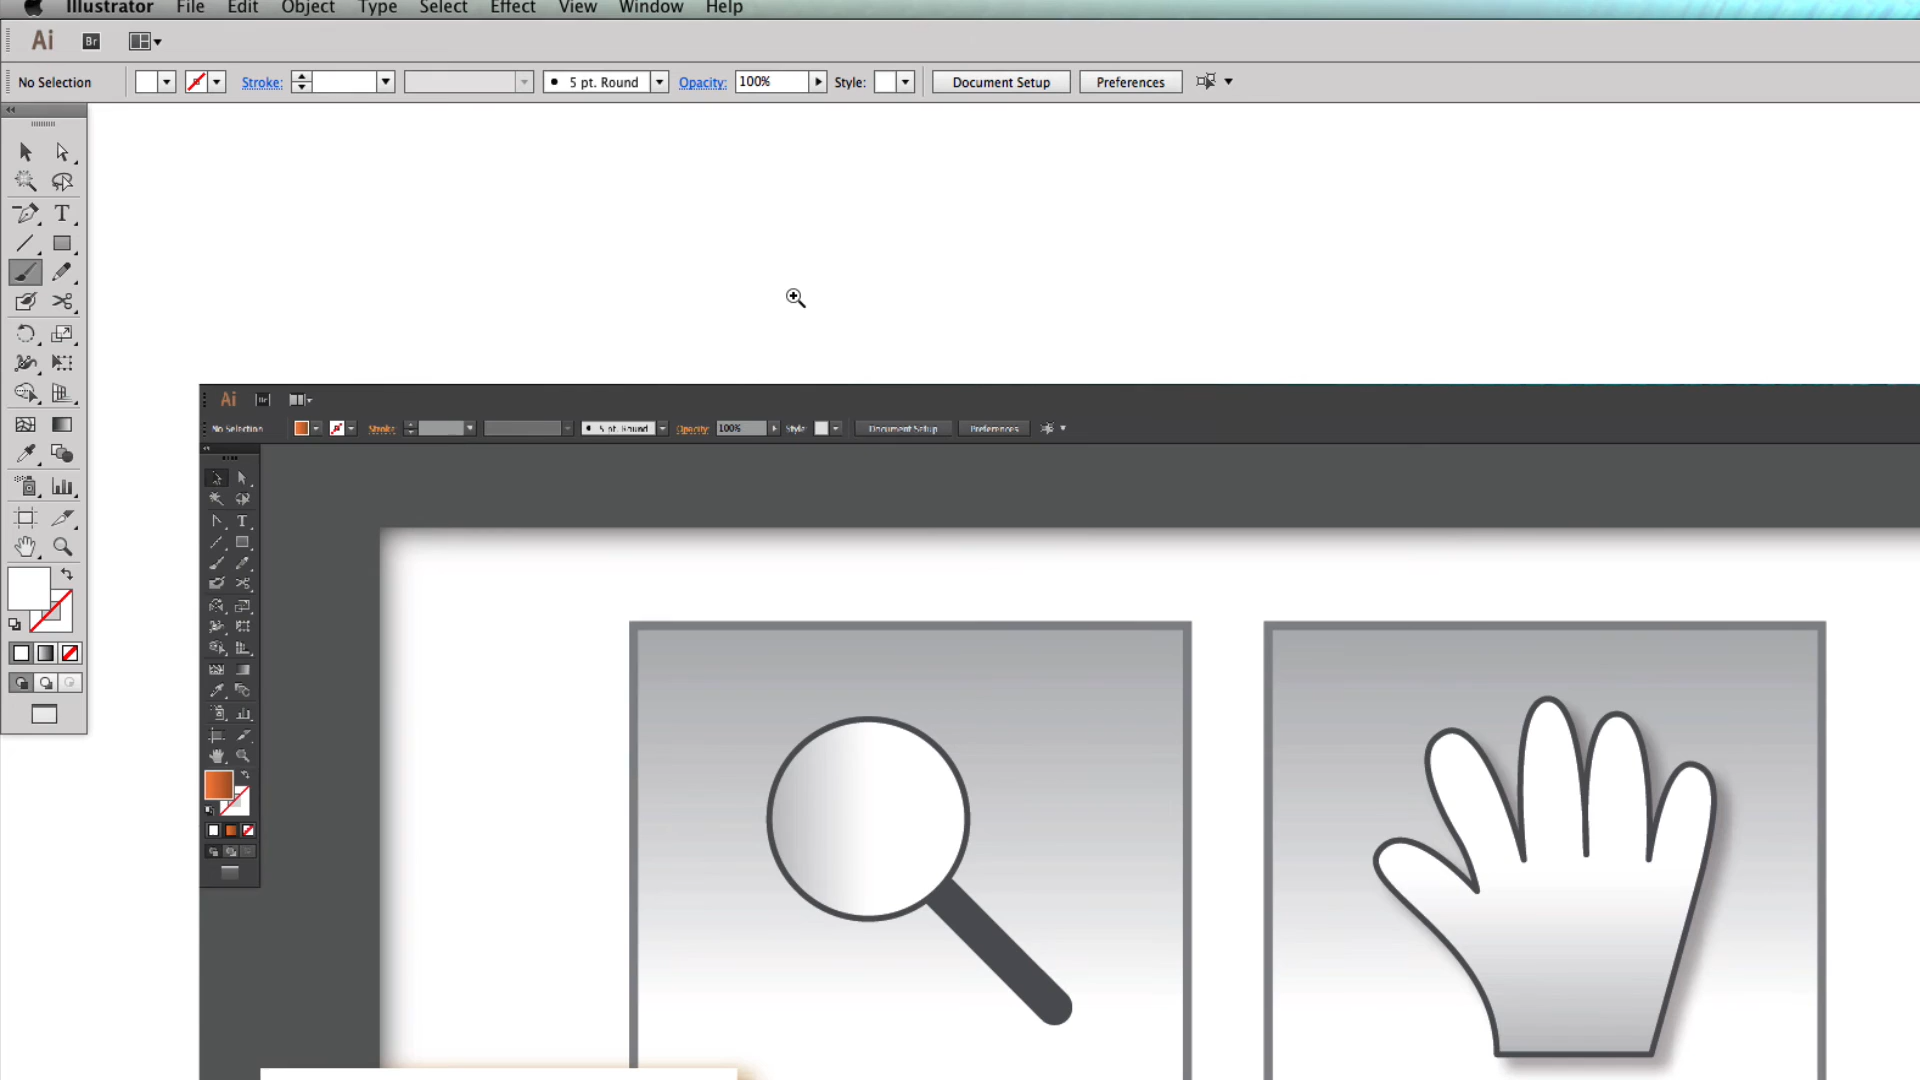 Illustrator File Edit Object Type Select Effect View Window Help
Ai Br
No Selection Stroke: 5 pt. Round Opacity: 100% Style: Document Setup Preferences
T
Ai Br
No Selection Stroke: 5 pt. Round Opacity: 100% Style: Document Setup Preferences
T